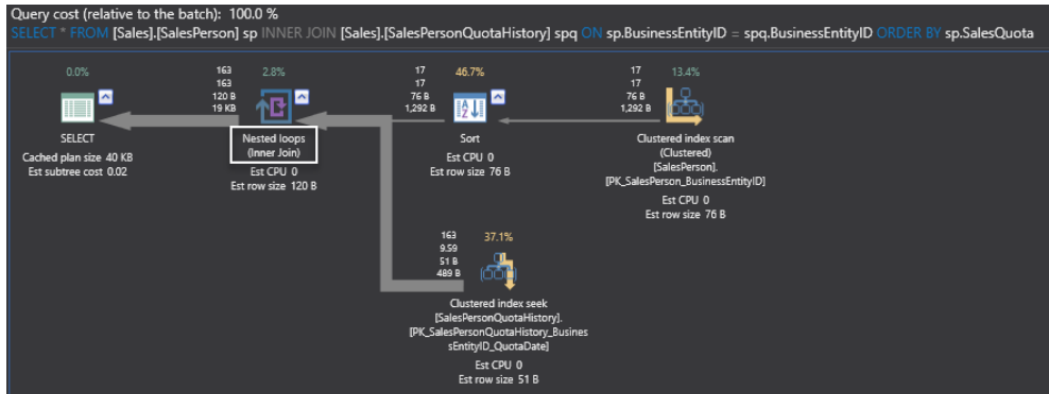 Query cost (relative to the batch): 100.0 %
SELECT * FROM [Sales].[SalesPerson] sp INNER JOIN [Sales].[SalesPersonQuotaHistory] spq ON sp.BusinessEntityID = spq.BusinessEntityID ORDER BY sp.SalesQuota
0.0%
SELECT
Cached plan size 40 KB
Est subtree cost 0.02
163
163
120 B
19 KB
2.8%
Nested loops
(Inner Join)
Est CPU 0
Est row size 120 B
17
17
76 B
1,292 B
46.7%
Sort
Est CPU 0
Est row size 76 B
17
17
76 B
1,292 B
13.4%
Clustered index scan
(Clustered)
[SalesPerson].
[PK_SalesPerson_BusinessEntityID]
Est CPU 0
Est row size 76 B
163
9.59
51 B
489 B
37.1%
Clustered index seek
[SalesPersonQuotaHistory].
[PK_SalesPersonQuotaHistory_Busines
sEntityID_QuotaDate]
Est CPU 0
Est row size 51 B